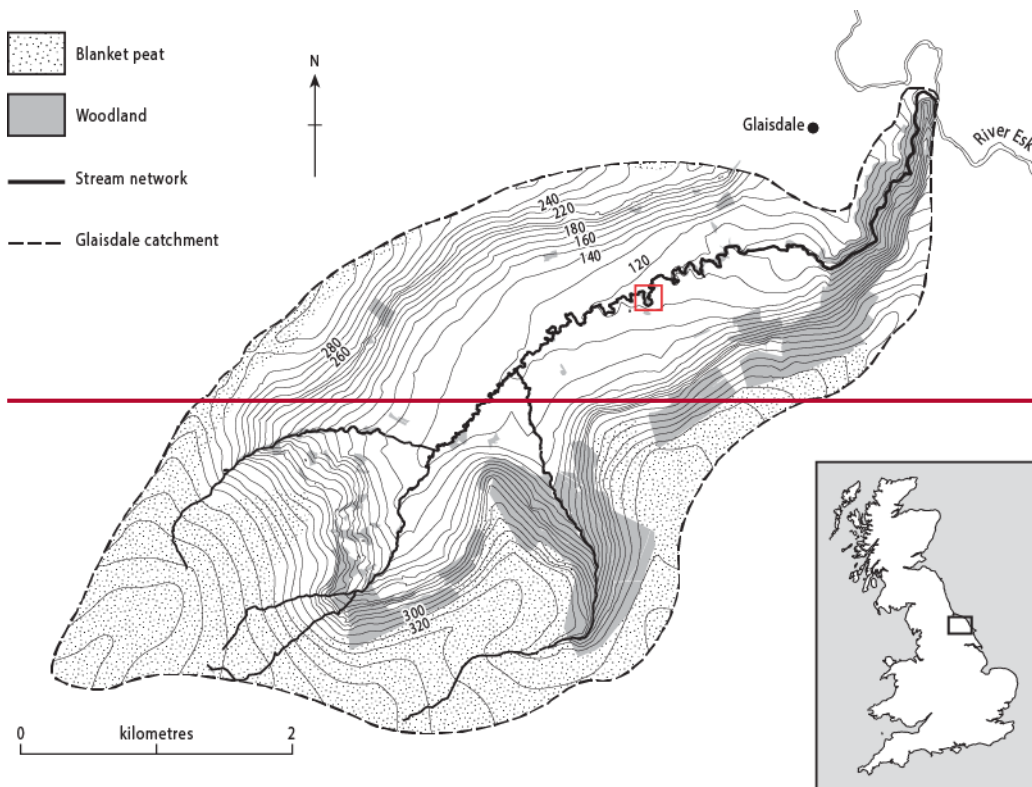 Blanket peat
Woodland
Stream network
Glaisdale catchment
N
Glaisdale
River Esk
240
220
180
160
140
120
280
260
300
320
0 kilometres 2